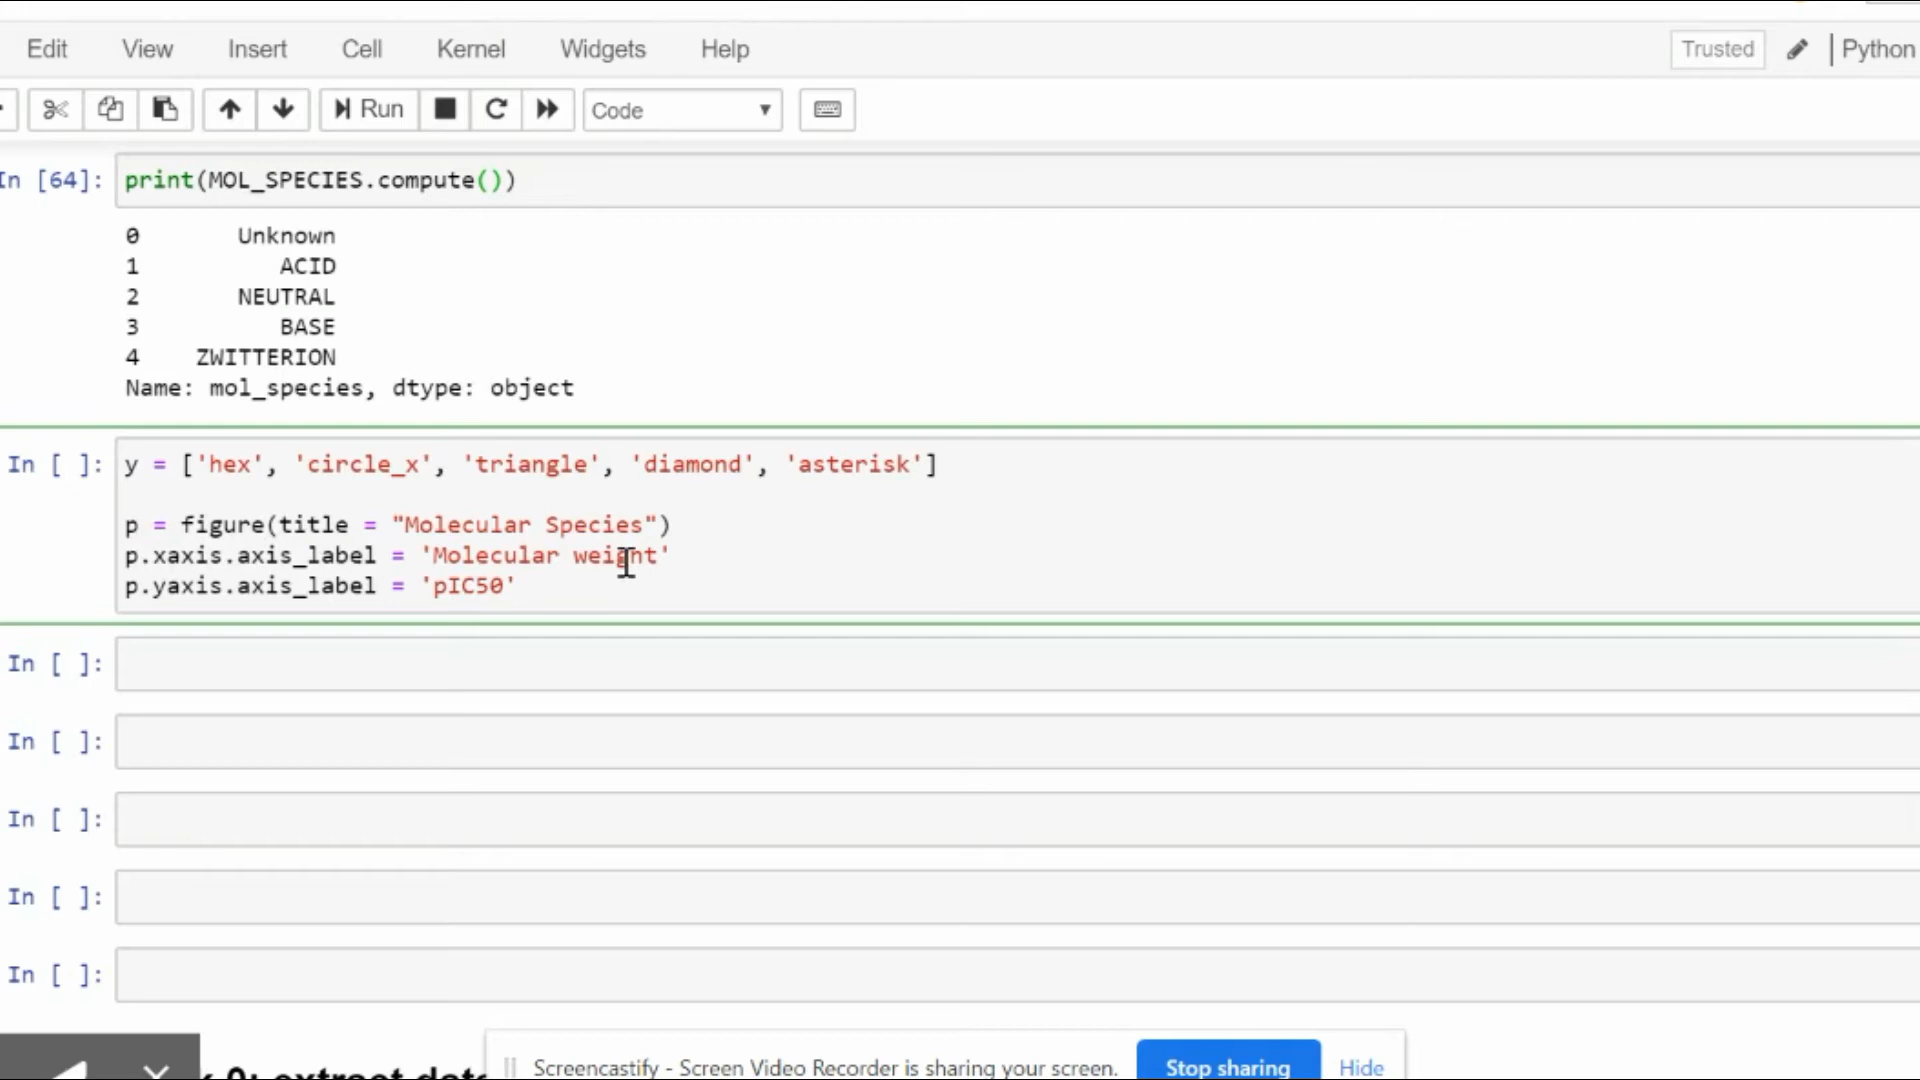 Edit View Insert Cell Kernel Widgets Help Trusted Python
Run Code
In [64]: print(MOL_SPECIES.compute())
0 Unknown
1 ACID
2 NEUTRAL
3 BASE
4 ZWITTERION
Name: mol_species, dtype: object
In [ ]: y = ['hex', 'circle_x', 'triangle', 'diamond', 'asterisk']
p = figure(title = "Molecular Species")
p.xaxis.axis_label = 'Molecular weight'
p.yaxis.axis_label = 'pIC50'
In [ ]:
In [ ]:
In [ ]:
In [ ]:
In [ ]:
Screencastify - Screen Video Recorder is sharing your screen. Stop sharing Hide